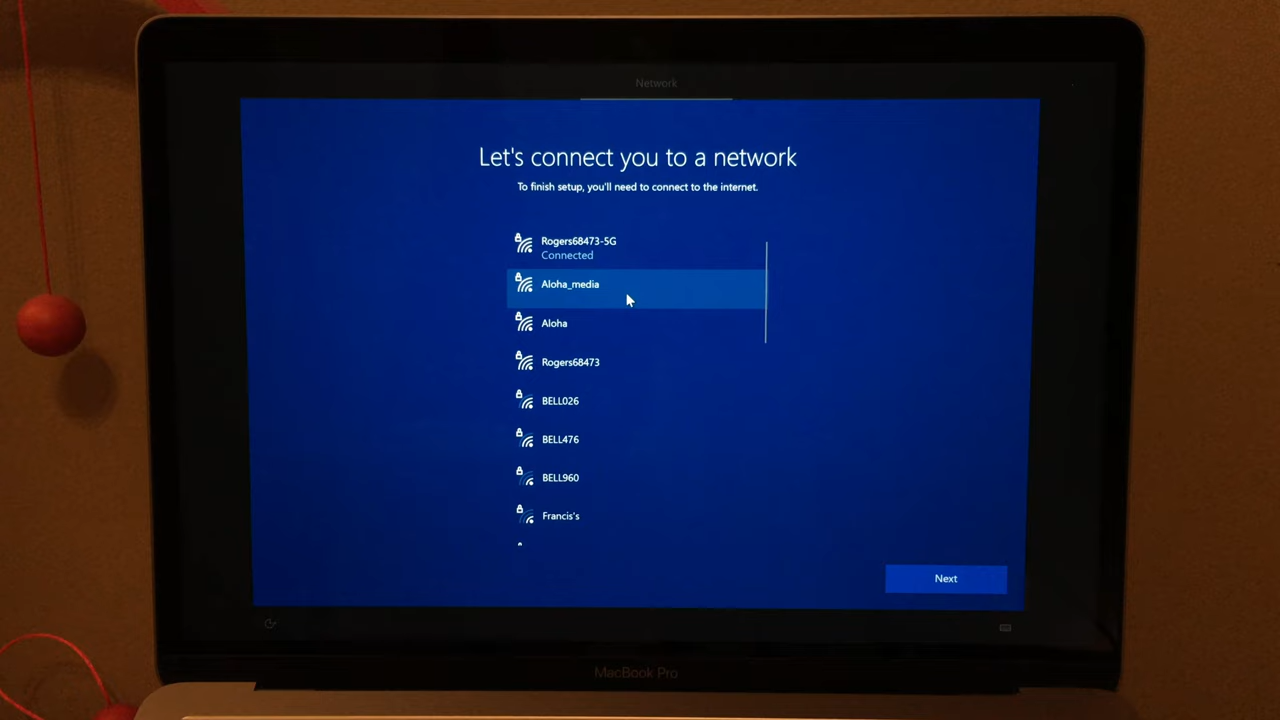 Network
Let's connect you to a network
To finish setup, you'll need to connect to the internet.
Rogers68473-5G
Connected
Aloha_media
Aloha
Rogers68473
BELL026
BELL476
BELL960
Francis's
Next
MacBook Pro